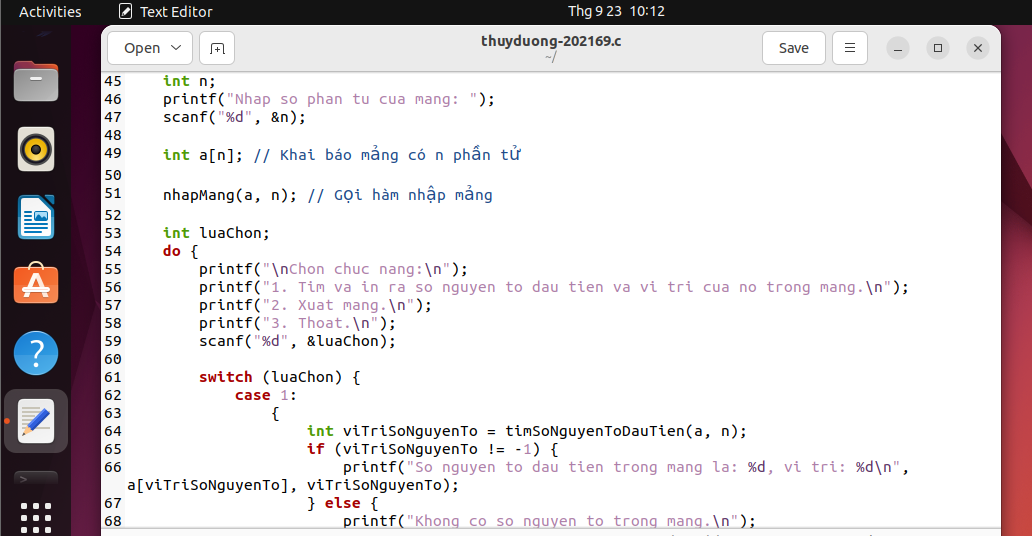 Activities
Text Editor
Thg 9 23 10:12
Open
thuyduong-202169.c
~/
Save
45 int n;
46 printf("Nhap so phan tu cua mang: ");
47 scanf("%d", &n);
48
49 int a[n]; // Khai báo mảng có n phần tử
50
51 nhapMang(a, n); // Gọi hàm nhập mảng
52
53 int luaChon;
54 do {
55 printf("\nChon chuc nang:\n");
56 printf("1. Tim va in ra so nguyen to dau tien va vi tri cua no trong mang.\n");
57 printf("2. Xuat mang.\n");
58 printf("3. Thoat.\n");
59 scanf("%d", &luaChon);
60
61 switch (luaChon) {
62 case 1:
63 {
64 int viTriSoNguyenTo = timSoNguyenToDauTien(a, n);
65 if (viTriSoNguyenTo != -1) {
66 printf("So nguyen to dau tien trong mang la: %d, vi tri: %d\n",
a[viTriSoNguyenTo], viTriSoNguyenTo);
67 } else {
68 printf("Khong co so nguyen to trong mang.\n");